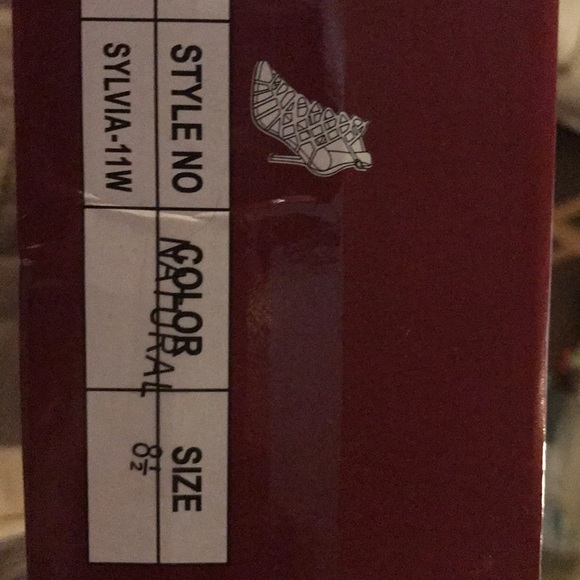 STYLE NO
COLOR
SIZE
SYLVIA-11W
NATURAL
8½